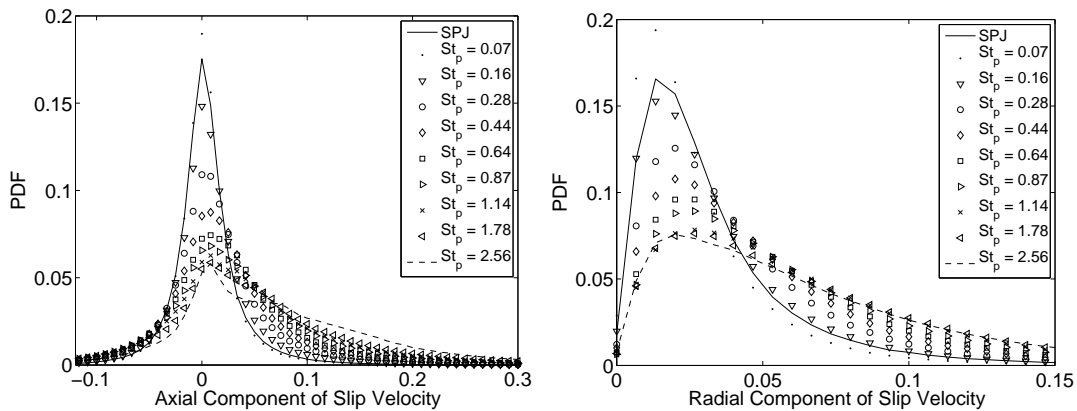 0.2
0.15
0.1
0.05
0
−0.1
0
0.1
0.2
0.3
PDF
Axial Component of Slip Velocity
SPJ
St_p = 0.07
St_p = 0.16
St_p = 0.28
St_p = 0.44
St_p = 0.64
St_p = 0.87
St_p = 1.14
St_p = 1.78
St_p = 2.56
0.2
0.15
0.1
0.05
0
0
0.05
0.1
0.15
PDF
Radial Component of Slip Velocity
SPJ
St_p = 0.07
St_p = 0.16
St_p = 0.28
St_p = 0.44
St_p = 0.64
St_p = 0.87
St_p = 1.14
St_p = 1.78
St_p = 2.56